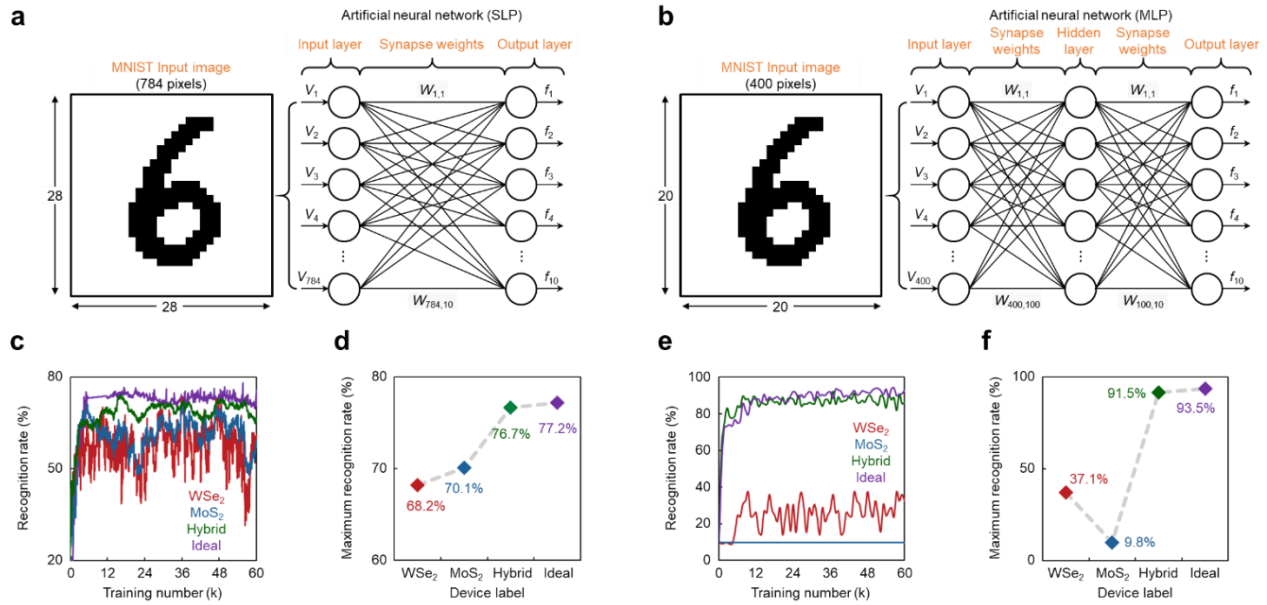 a
Artificial neural network (SLP)
Input layer
Synapse weights
Output layer
MNIST Input image
(784 pixels)
28
28
V1
V2
V3
V4
⋮
V784
W1,1
W784,10
f1
f2
f3
f4
⋮
f10
b
Artificial neural network (MLP)
Input layer
Synapse
weights
Hidden
layer
Synapse
weights
Output layer
MNIST Input image
(400 pixels)
20
20
V1
V2
V3
V4
⋮
V400
W1,1
W400,100
⋮
W1,1
W100,10
f1
f2
f3
f4
⋮
f10
c
Recognition rate (%)
80
50
20
WSe₂
MoS₂
Hybrid
Ideal
0 12 24 36 48 60
Training number (k)
d
Maximum recognition rate (%)
80
70
60
68.2%
70.1%
76.7%
77.2%
WSe₂ MoS₂ Hybrid Ideal
Device label
e
Recognition rate (%)
100
80
60
40
20
0
WSe₂
MoS₂
Hybrid
Ideal
0 12 24 36 48 60
Training number (k)
f
Maximum recognition rate (%)
100
50
0
37.1%
9.8%
91.5%
93.5%
WSe₂ MoS₂ Hybrid Ideal
Device label